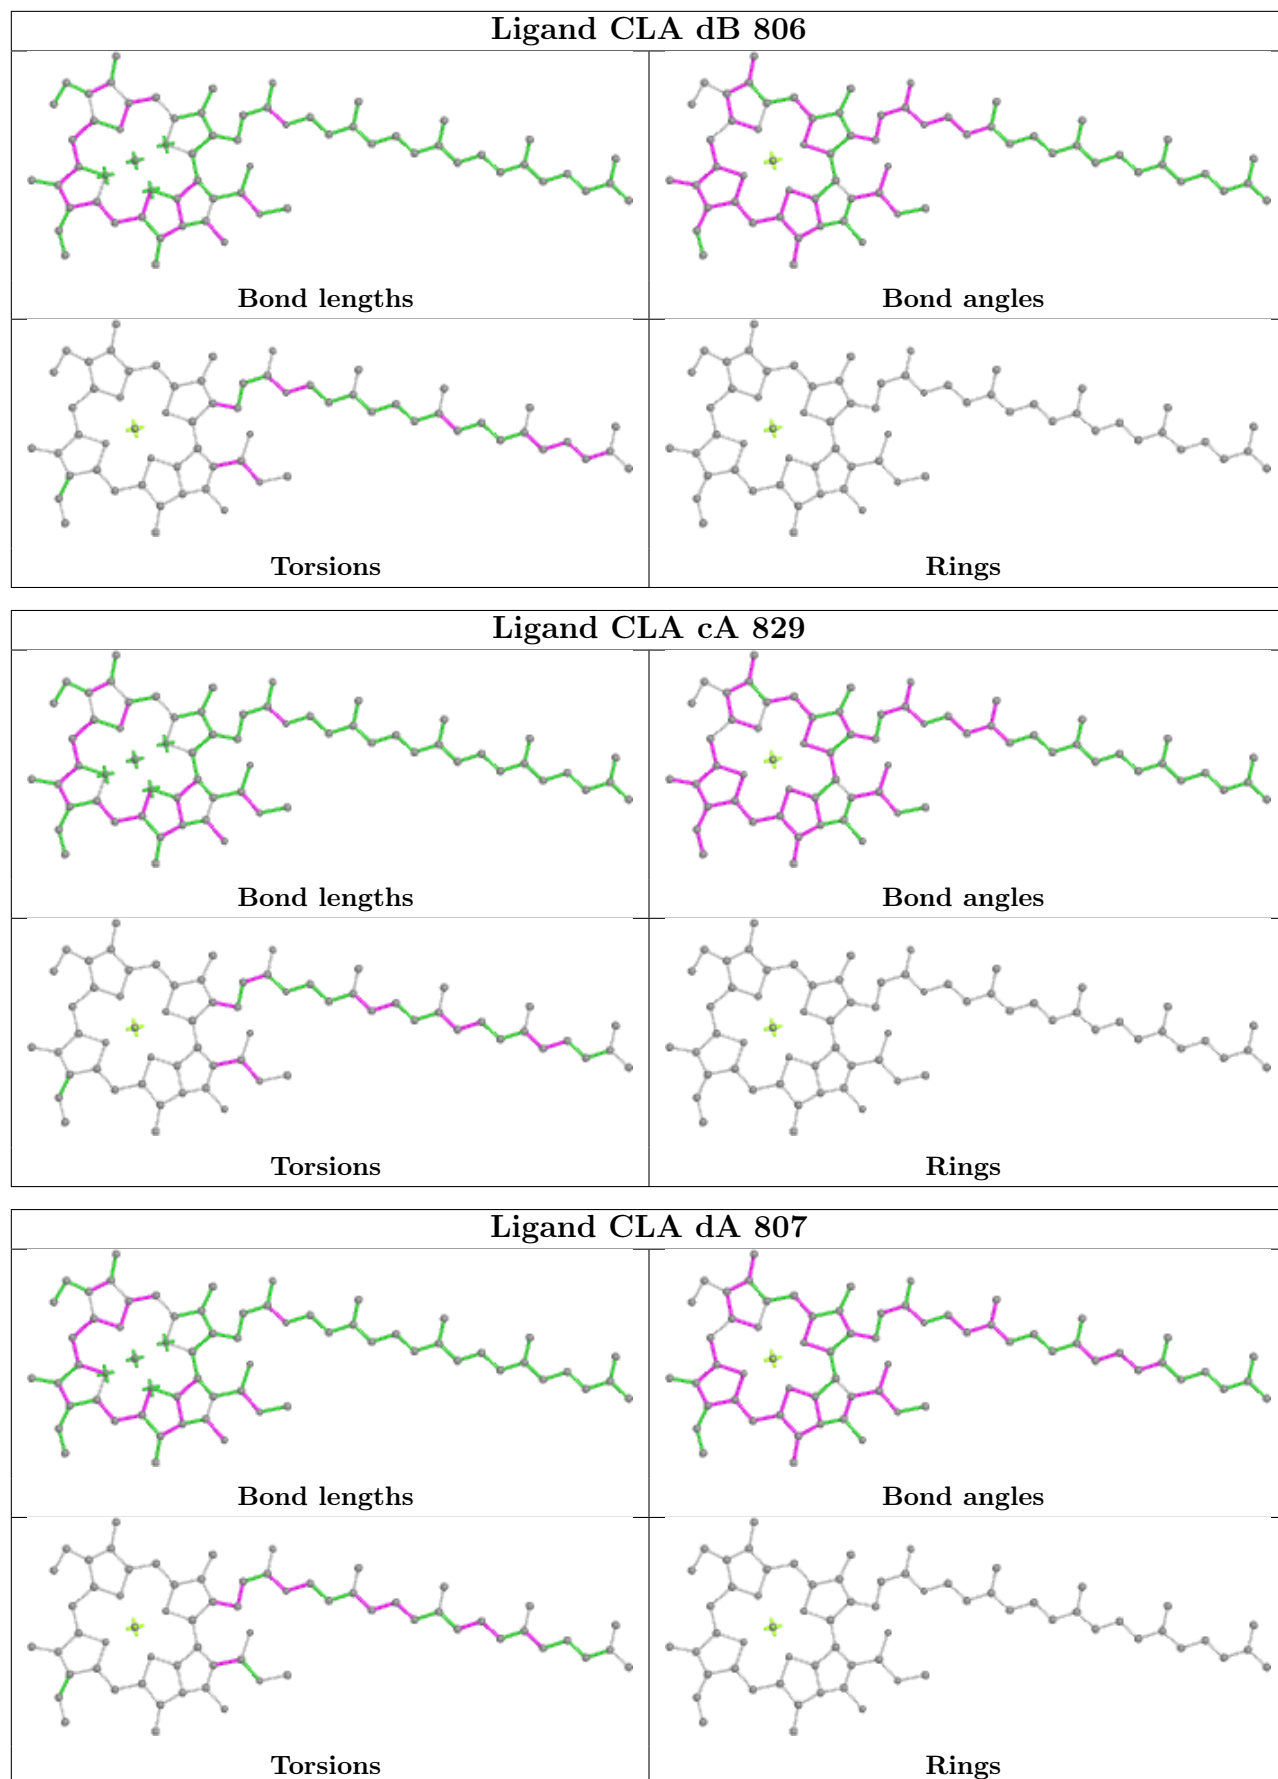 Ligand CLA dB 806
Bond lengths
Bond angles
Torsions
Rings
Ligand CLA cA 829
Bond lengths
Bond angles
Torsions
Rings
Ligand CLA dA 807
Bond lengths
Bond angles
Torsions
Rings